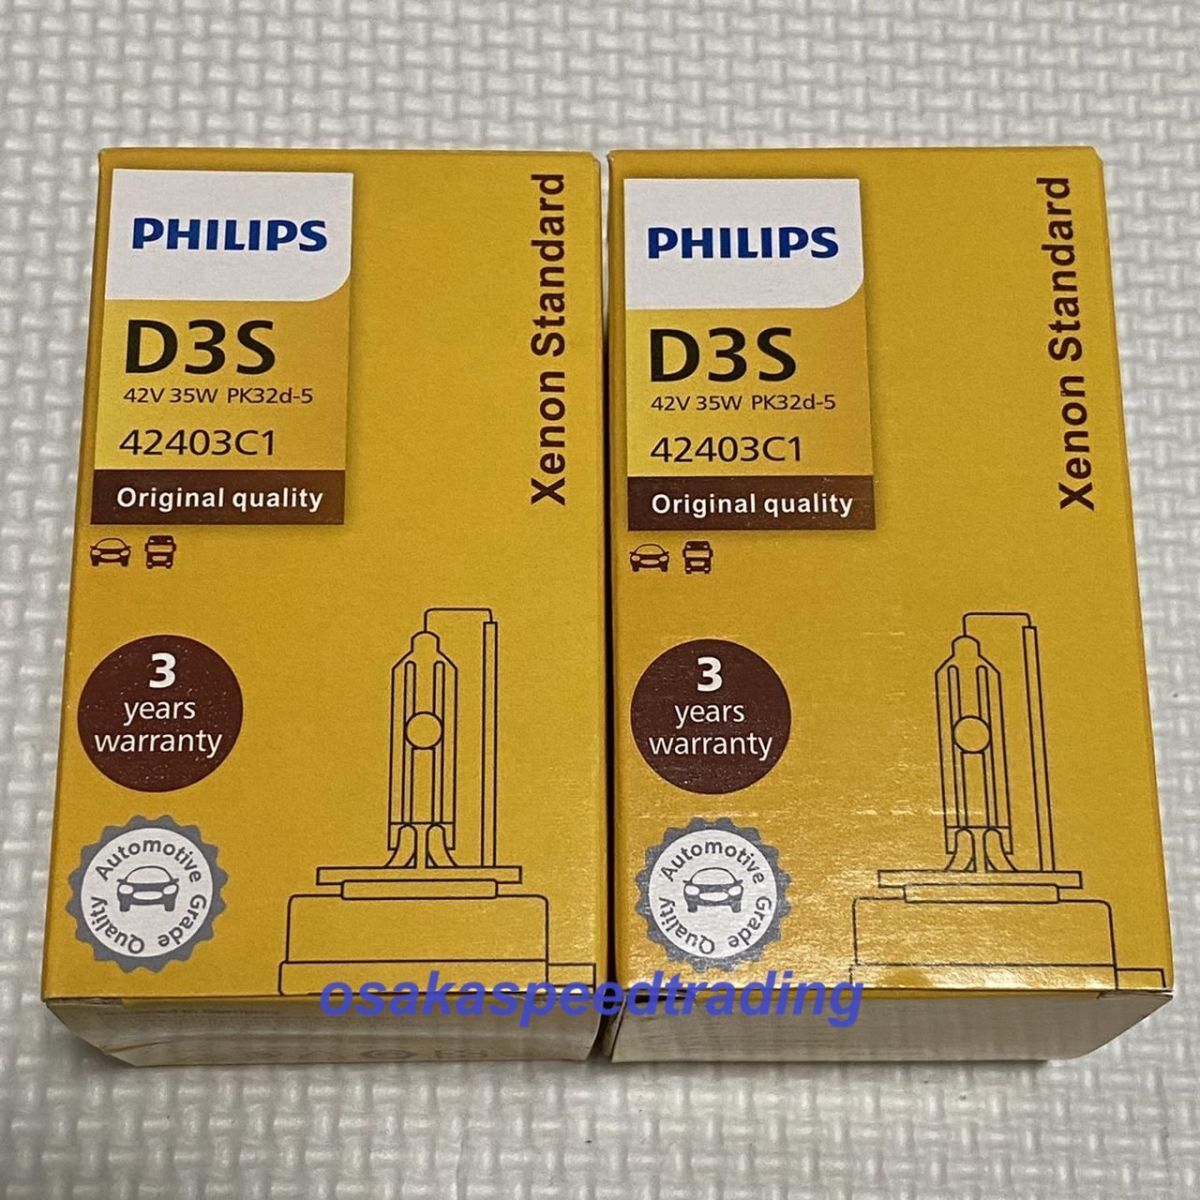 PHILIPS
D3S
42V 35W PK32d-5
42403C1
Original quality
Xenon Standard
3
years
warranty
Automotive Grade Quality
PHILIPS
D3S
42V 35W PK32d-5
42403C1
Original quality
Xenon Standard
3
years
warranty
Automotive Grade Quality
osakaspeedtrading